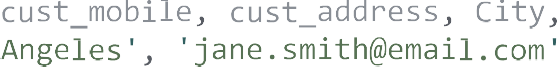 cust_mobile, cust_address, City,
Angeles', 'jane.smith@email.com'